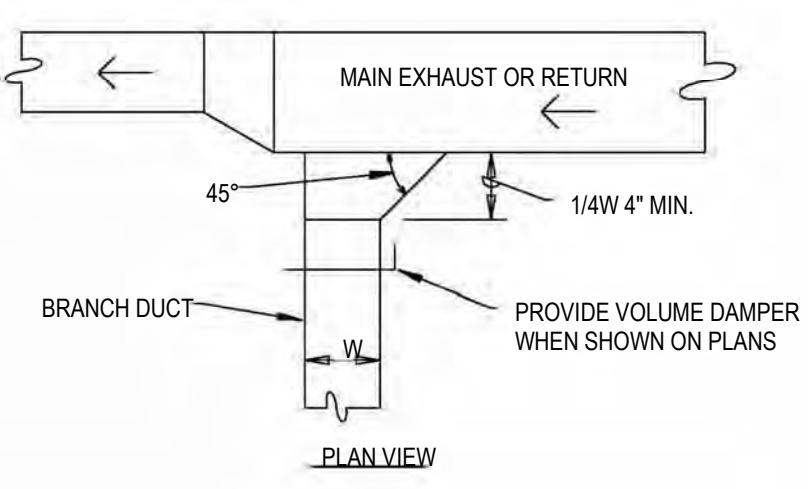 MAIN EXHAUST OR RETURN
45°
1/4W 4" MIN.
BRANCH DUCT
PROVIDE VOLUME DAMPER
WHEN SHOWN ON PLANS
W
PLAN VIEW